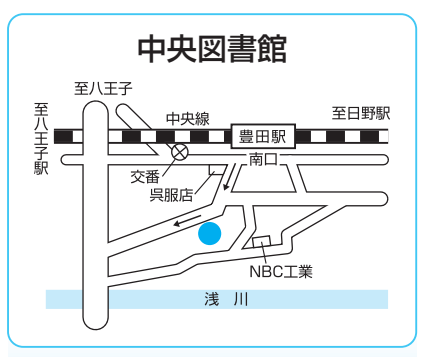 中央図書館
至八王子
至八王子駅
中央線
至日野駅
豊田駅
南口
交番
呉服店
NBC工業
浅 川